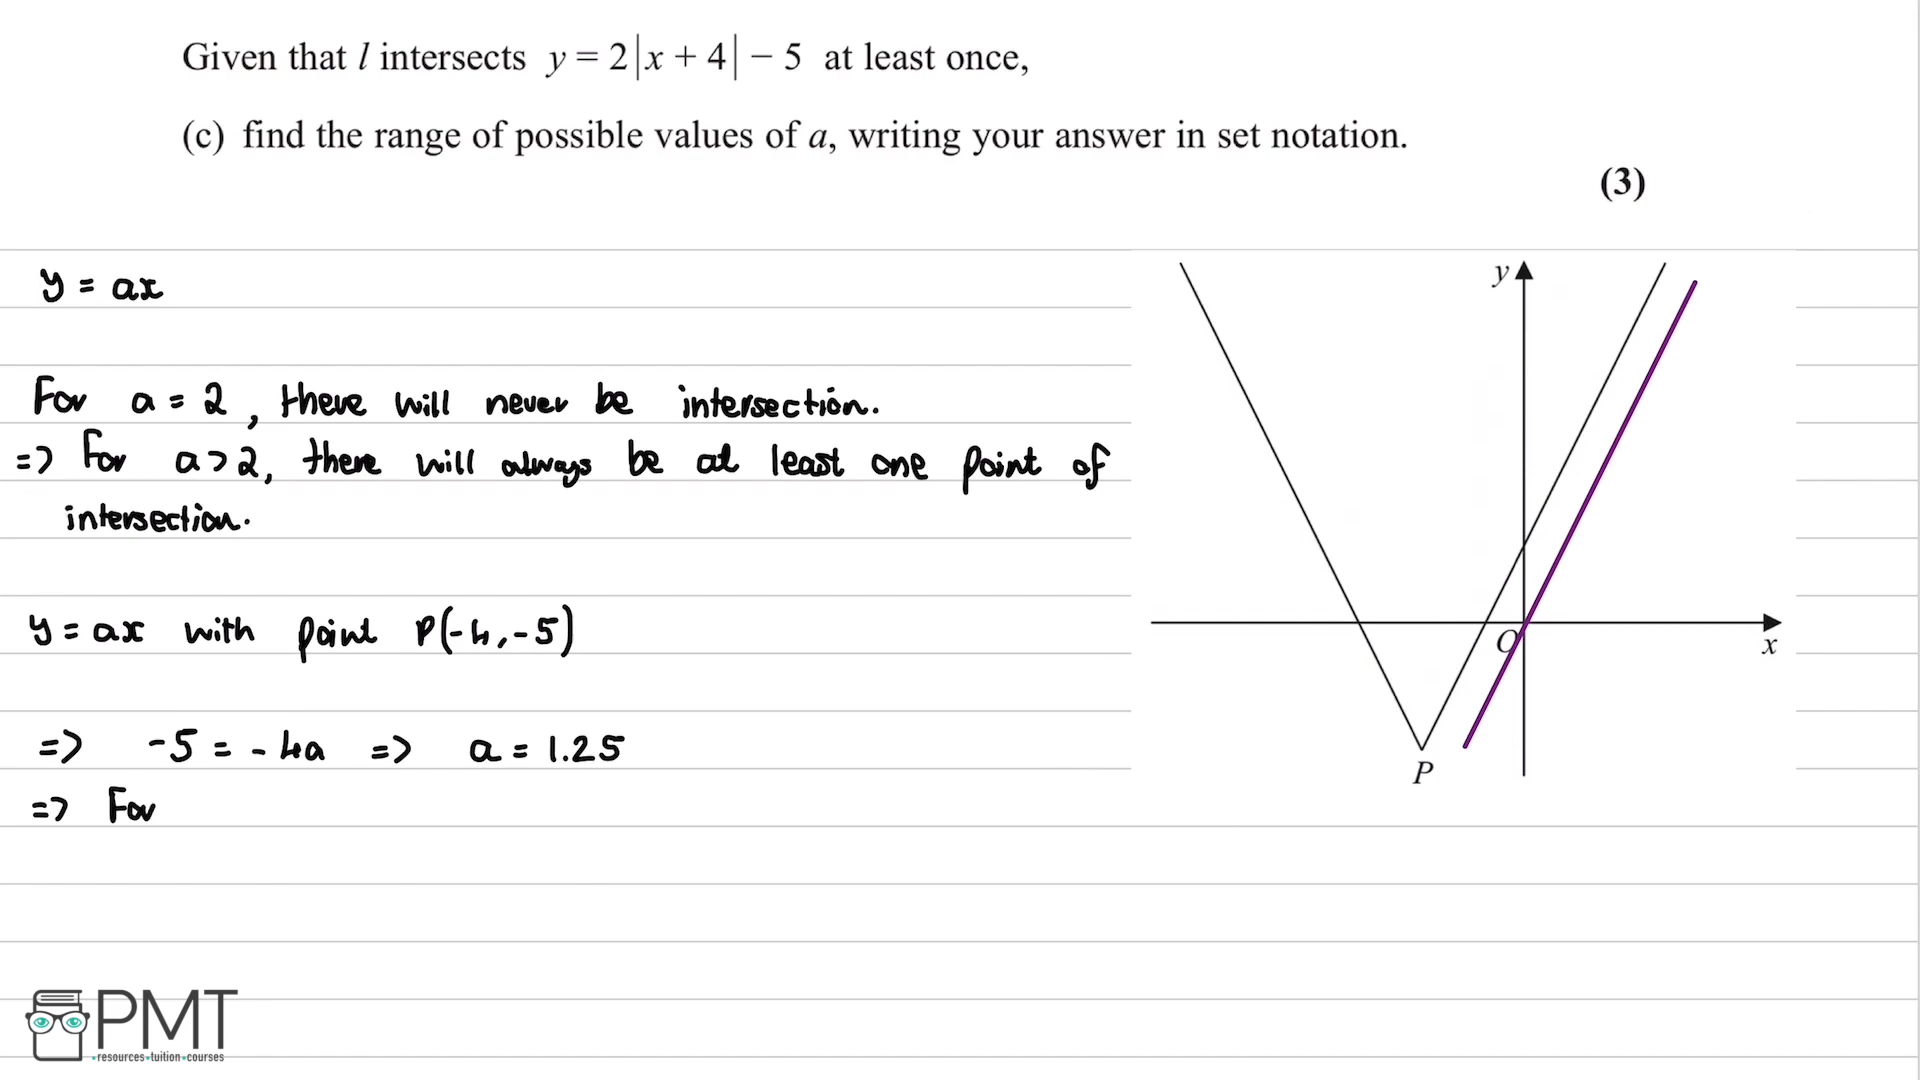 Given that l intersects y = 2|x + 4| − 5 at least once,
(c) find the range of possible values of a, writing your answer in set notation.
(3)
y = ax
For a = 2, there will never be intersection.
=> For a > 2, there will always be at least one point of
intersection.
y = ax with point P(-4,-5)
=> -5 = -4a => a = 1.25
=> For
y
O
x
P
PMT
resources•tuition•courses